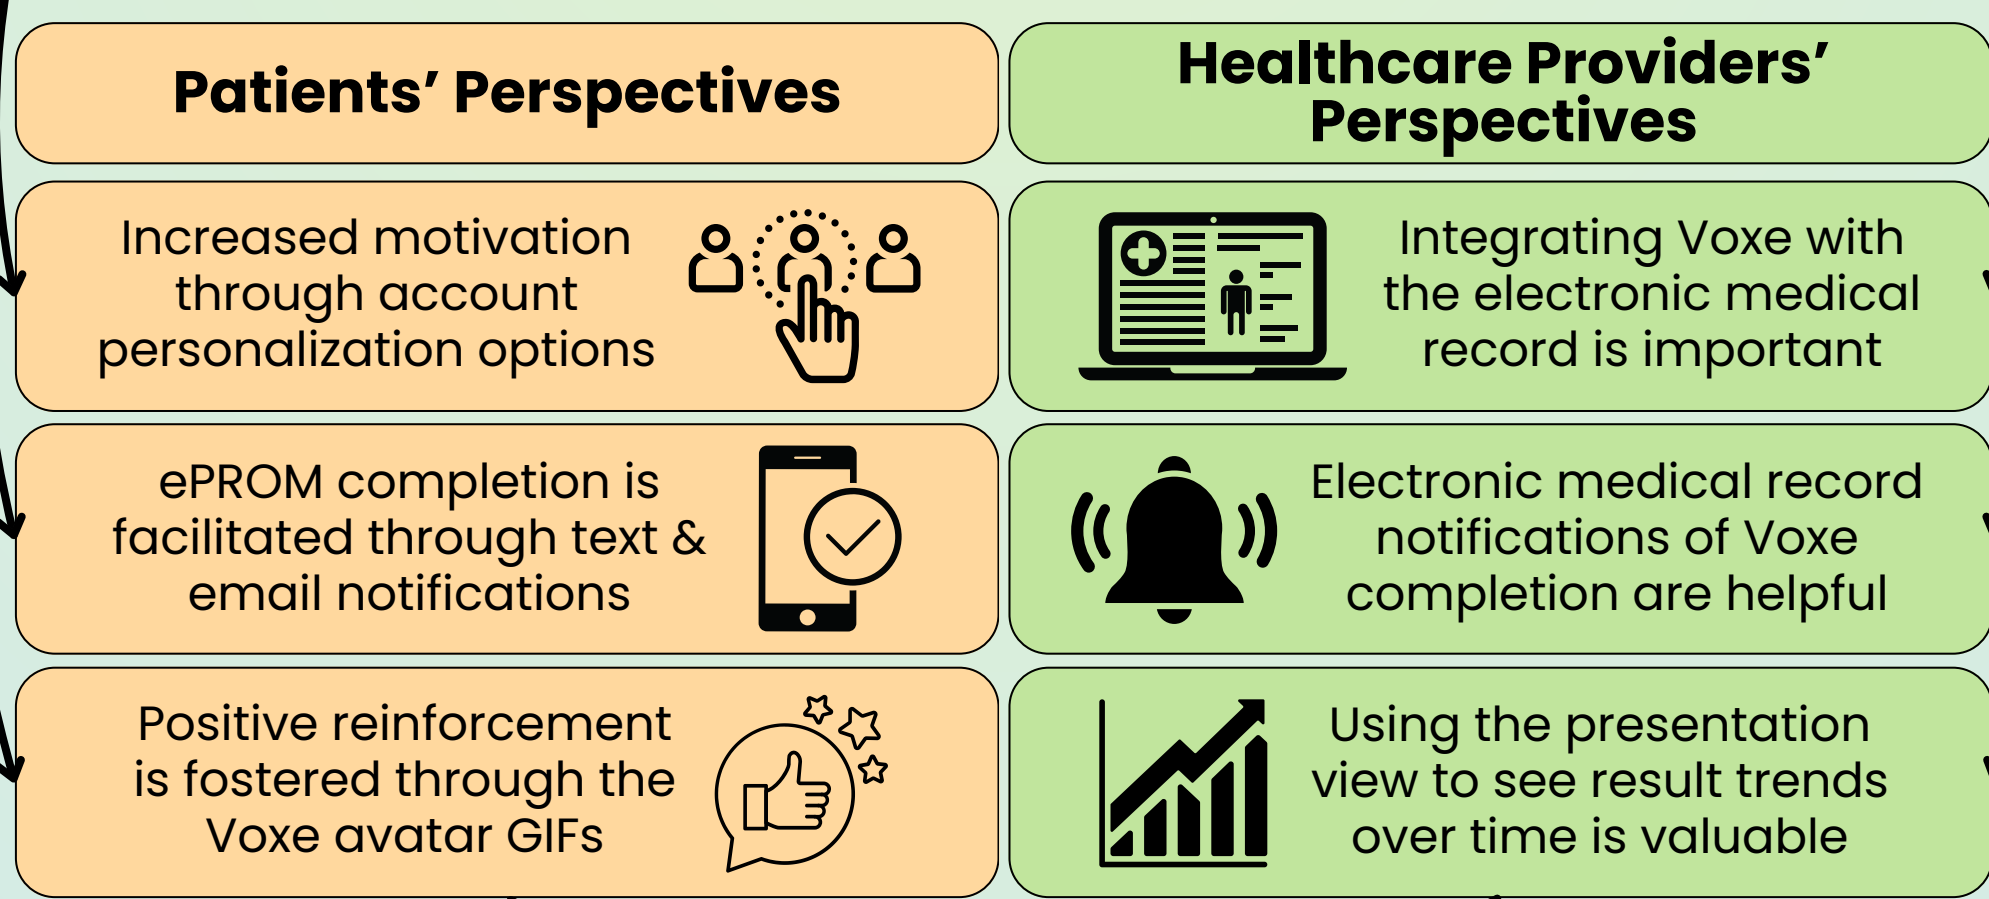 Patients’ Perspectives
Increased motivation
through account
personalization options
ePROM completion is
facilitated through text &
email notifications
Positive reinforcement
is fostered through the
Voxe avatar GIFs
Healthcare Providers’
Perspectives
Integrating Voxe with
the electronic medical
record is important
Electronic medical record
notifications of Voxe
completion are helpful
Using the presentation
view to see result trends
over time is valuable